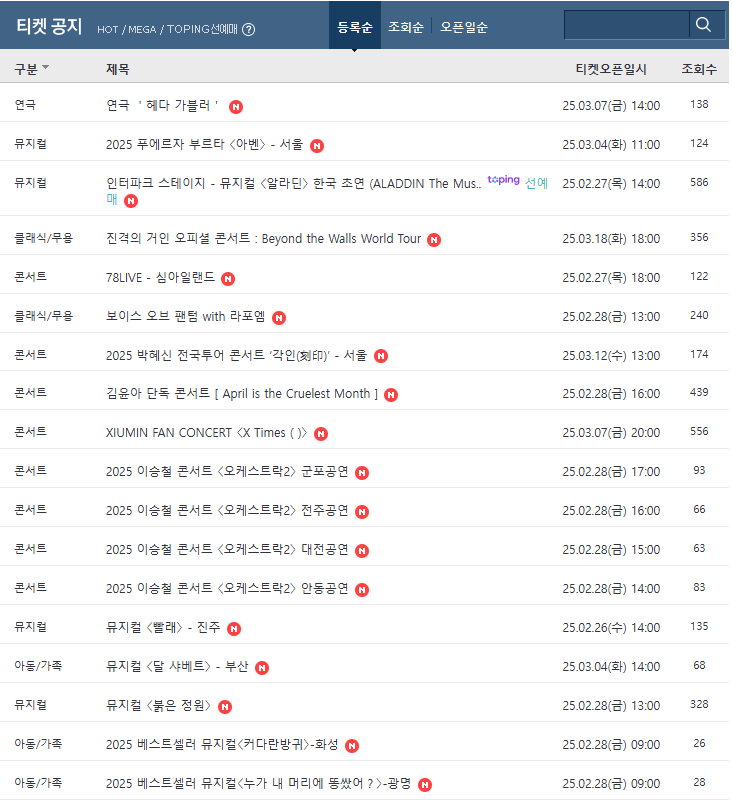 티켓 공지 HOT / MEGA / TOPING선예매 ? 등록순 조회순 오픈일순
구분 제목 티켓오픈일시 조회수
연극 연극 ' 헤다 가블러 ' N 25.03.07(금) 14:00 138
뮤지컬 2025 푸에르자 부르타 〈아벤〉 - 서울 N 25.03.04(화) 11:00 124
뮤지컬 인터파크 스테이지 - 뮤지컬 〈알라딘〉 한국 초연 (ALADDIN The Mus.. toping 선예 25.02.27(목) 14:00 586
매 N
클래식/무용 진격의 거인 오피셜 콘서트 : Beyond the Walls World Tour N 25.03.18(화) 18:00 356
콘서트 78LIVE - 심아일랜드 N 25.02.27(목) 18:00 122
클래식/무용 보이스 오브 팬텀 with 라포엠 N 25.02.28(금) 13:00 240
콘서트 2025 박혜신 전국투어 콘서트 '각인(刻印)' - 서울 N 25.03.12(수) 13:00 174
콘서트 김윤아 단독 콘서트 [ April is the Cruelest Month ] N 25.02.28(금) 16:00 439
콘서트 XIUMIN FAN CONCERT 〈X Times ( )〉 N 25.03.07(금) 20:00 556
콘서트 2025 이승철 콘서트 〈오케스트락2〉 군포공연 N 25.02.28(금) 17:00 93
콘서트 2025 이승철 콘서트 〈오케스트락2〉 전주공연 N 25.02.28(금) 16:00 66
콘서트 2025 이승철 콘서트 〈오케스트락2〉 대전공연 N 25.02.28(금) 15:00 63
콘서트 2025 이승철 콘서트 〈오케스트락2〉 안동공연 N 25.02.28(금) 14:00 83
뮤지컬 뮤지컬 〈빨래〉 - 진주 N 25.02.26(수) 14:00 135
아동/가족 뮤지컬 〈달 샤베트〉 - 부산 N 25.03.04(화) 14:00 68
뮤지컬 뮤지컬 〈붉은 정원〉 N 25.02.28(금) 13:00 328
아동/가족 2025 베스트셀러 뮤지컬〈커다란방귀〉-화성 N 25.02.28(금) 09:00 26
아동/가족 2025 베스트셀러 뮤지컬〈누가 내 머리에 똥쌌어?〉-광명 N 25.02.28(금) 09:00 28